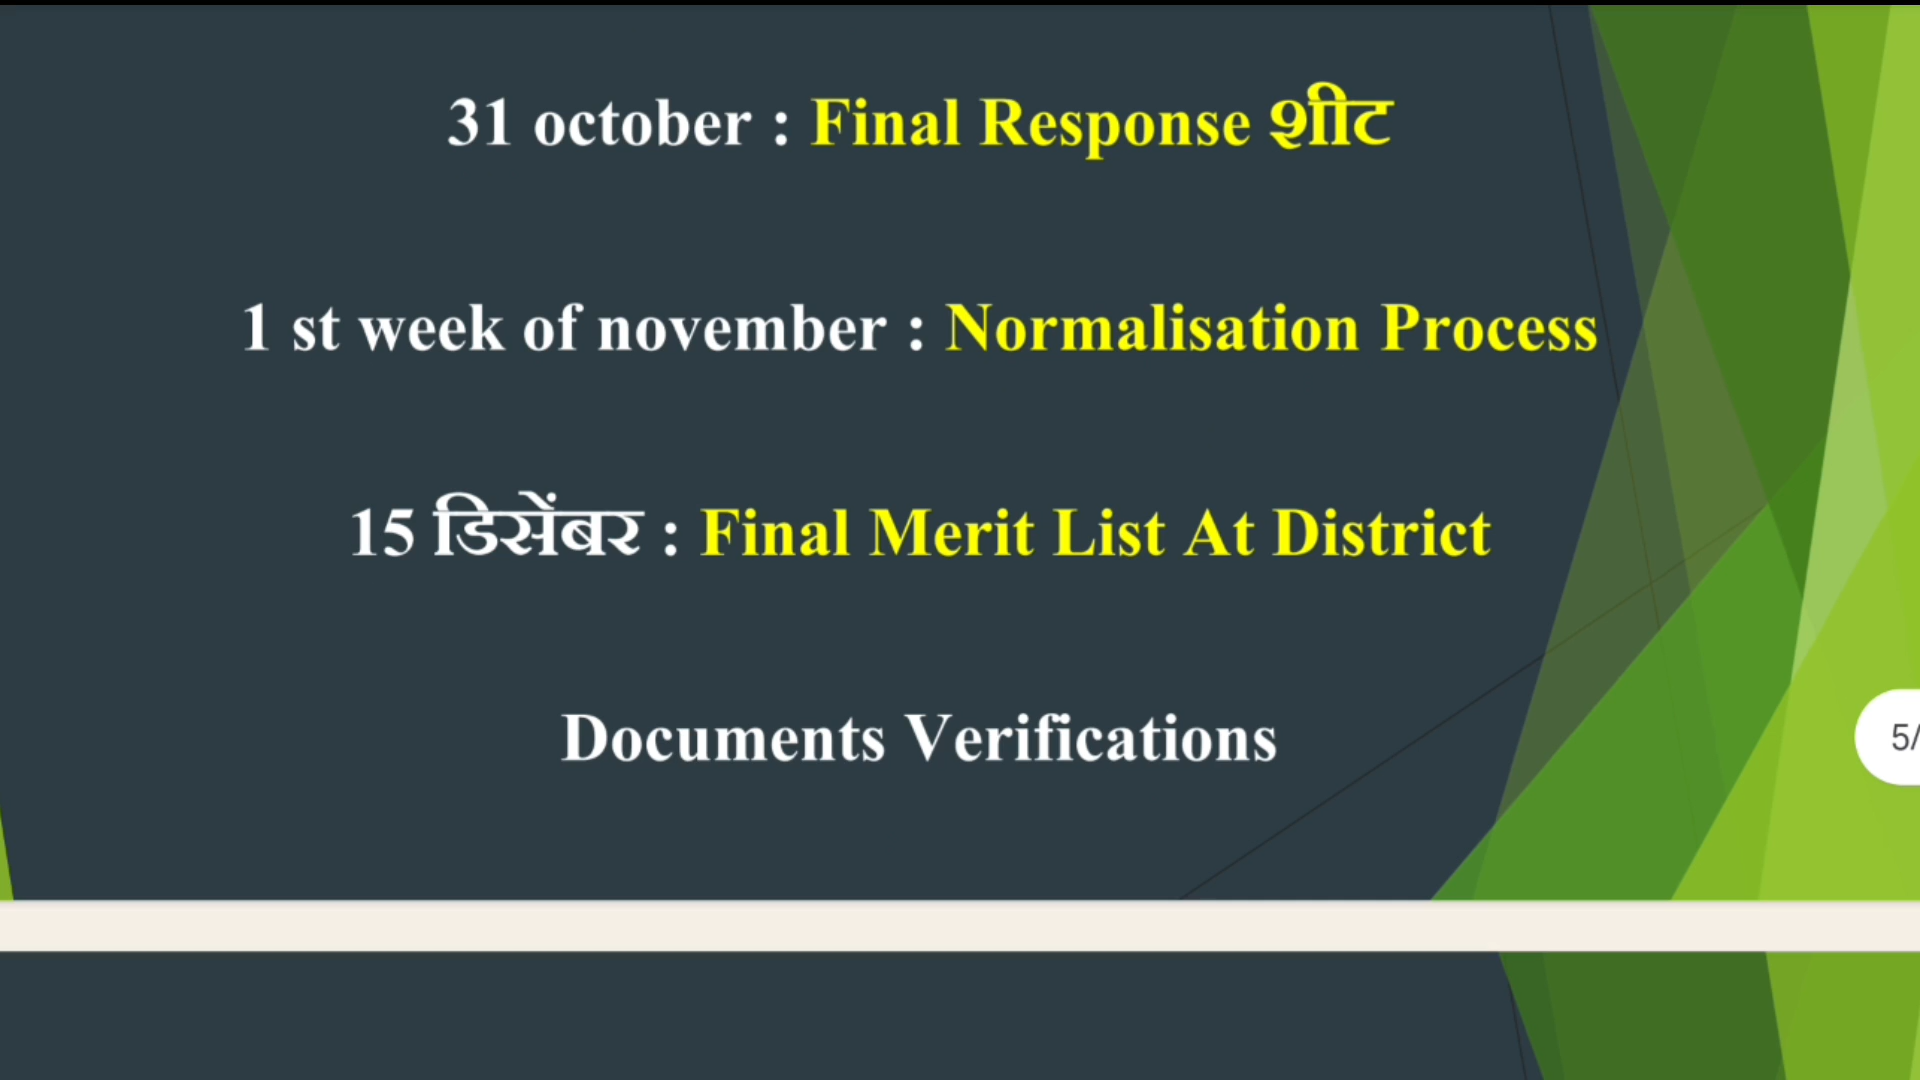 31 october : Final Response शीट
1 st week of november : Normalisation Process
15 डिसेंबर : Final Merit List At District
Documents Verifications
5/